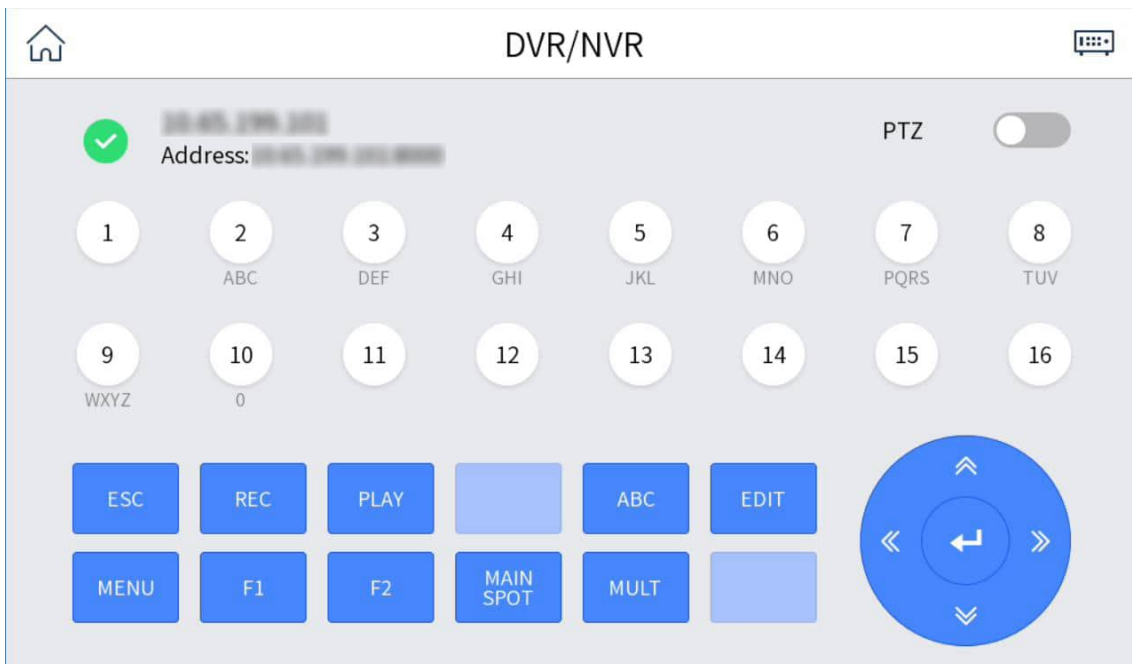 DVR/NVR
PTZ
Address:
1 2 3 4 5 6 7 8
ABC DEF GHI JKL MNO PQRS TUV
9 10 11 12 13 14 15 16
WXYZ 0
ESC REC PLAY ABC EDIT
MENU F1 F2 MAIN SPOT MULT